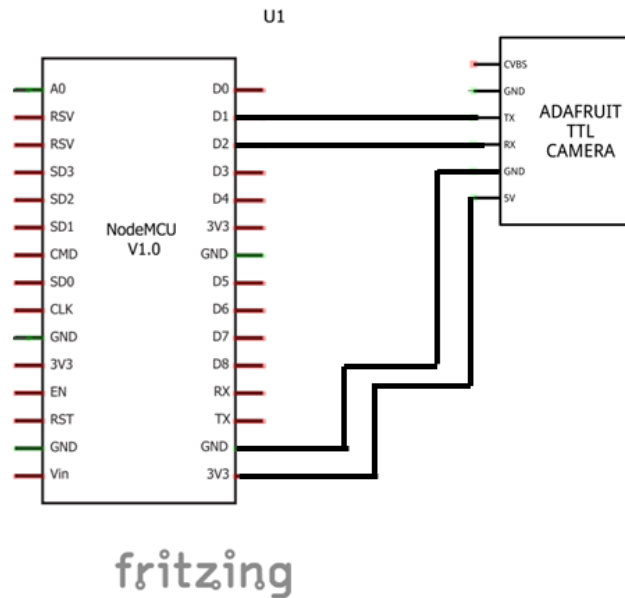 U1
A0
RSV
RSV
SD3
SD2
SD1
CMD
SD0
CLK
GND
3V3
EN
RST
GND
Vin
NodeMCU
V1.0
D0
D1
D2
D3
D4
3V3
GND
D5
D6
D7
D8
RX
TX
GND
3V3
CVBS
GND
TX
RX
GND
5V
ADAFRUIT
TTL
CAMERA
fritzing